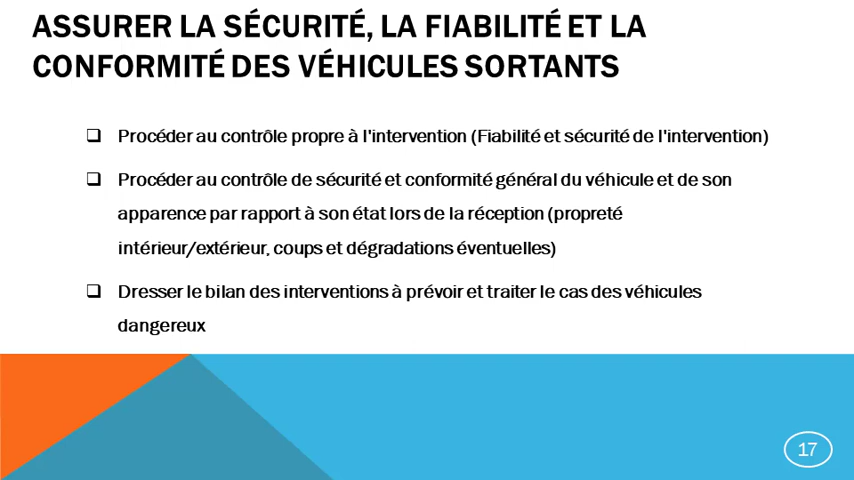 ASSURER LA SÉCURITÉ, LA FIABILITÉ ET LA
CONFORMITÉ DES VÉHICULES SORTANTS
❑ Procéder au contrôle propre à l'intervention (Fiabilité et sécurité de l'intervention)
❑ Procéder au contrôle de sécurité et conformité général du véhicule et de son
apparence par rapport à son état lors de la réception (propreté
intérieur/extérieur, coups et dégradations éventuelles)
❑ Dresser le bilan des interventions à prévoir et traiter le cas des véhicules
dangereux
17